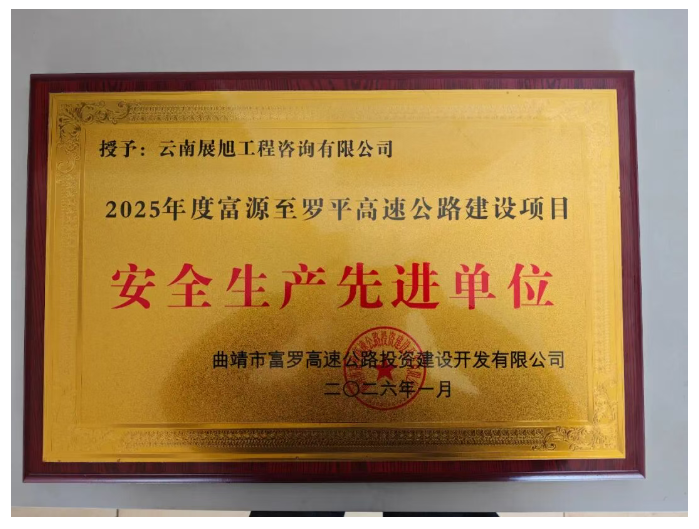 授予：云南展旭工程咨询有限公司
2025年度富源至罗平高速公路建设项目
安全生产先进单位
曲靖市富罗高速公路投资建设开发有限公司
二〇二六年一月